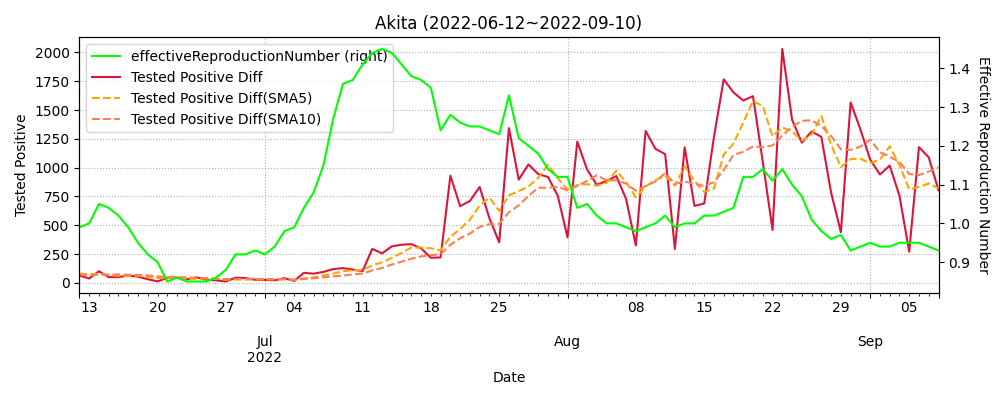 Akita (2022-06-12~2022-09-10)
effectiveReproductionNumber (right)
Tested Positive Diff
Tested Positive Diff(SMA5)
Tested Positive Diff(SMA10)
Tested Positive
2000
1750
1500
1250
1000
750
500
250
0
Effective Reproduction Number
1.4
1.3
1.2
1.1
1.0
0.9
13 20 27 04 11 18 25 08 15 22 29 05
Jul Aug Sep
2022
Date